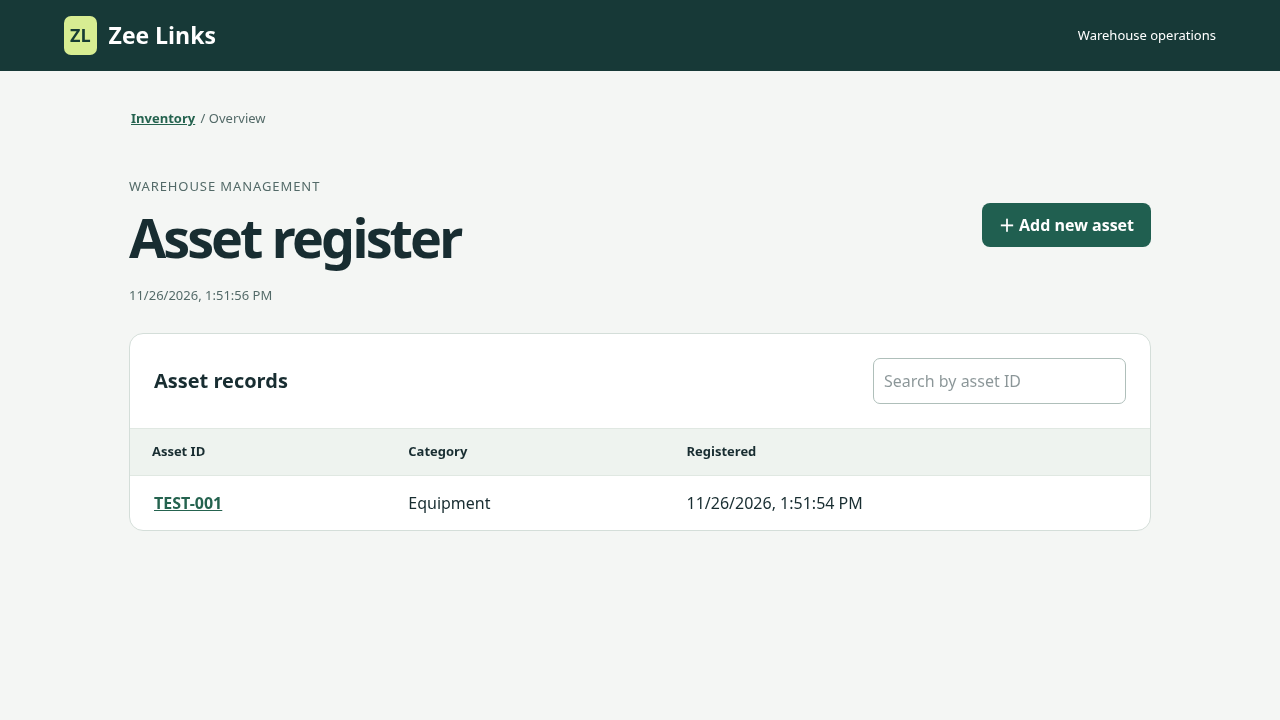 ZL Zee Links
Warehouse operations
Inventory / Overview
WAREHOUSE MANAGEMENT
Asset register
+ Add new asset
11/26/2026, 1:51:56 PM
Asset records
Search by asset ID
Asset ID Category Registered
TEST-001 Equipment 11/26/2026, 1:51:54 PM